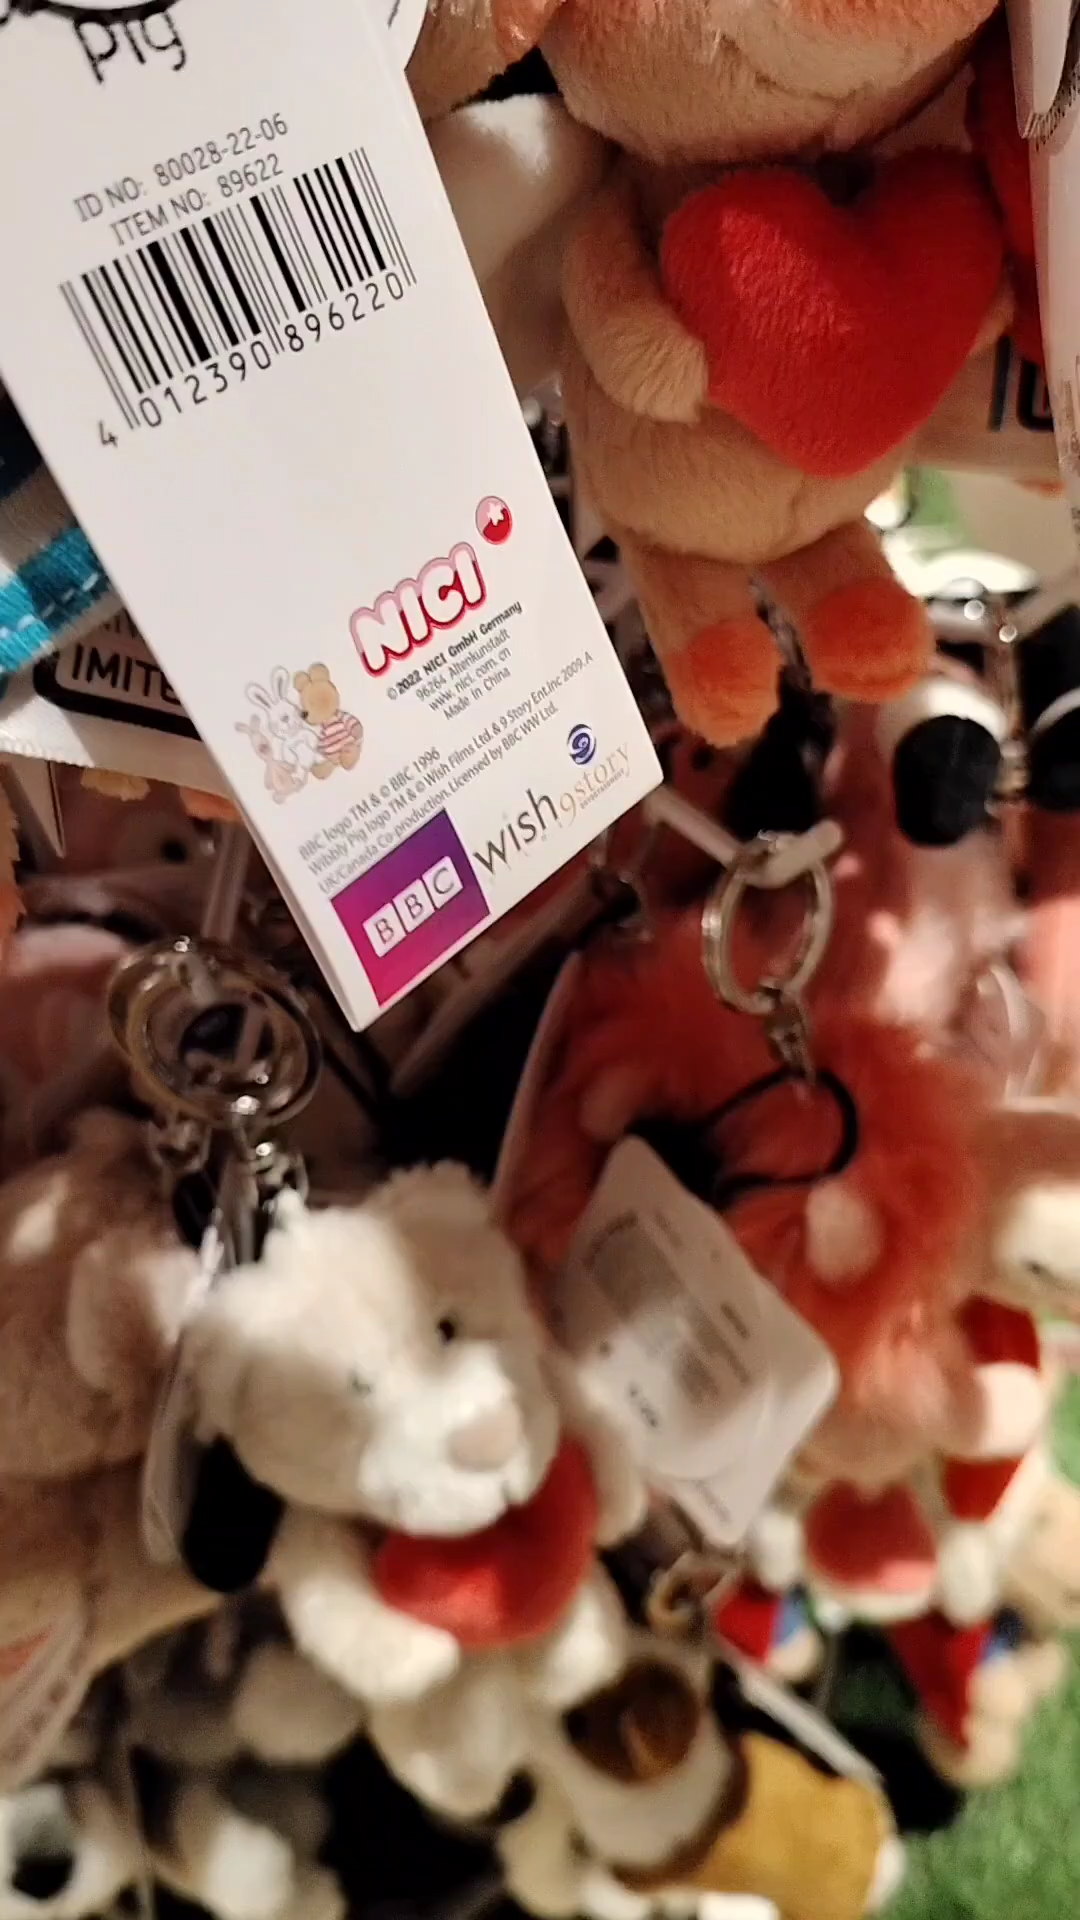 Pig
ID NO: 80028-22-06
ITEM NO: 89622
4 012390 896220
NICI
©2022 NICI GmbH Germany
96264 Altenkunstadt
www.nici.com.cn
Made in China
BBC logo TM & © BBC 1996
Wibbly Pig logo TM & © Wish Films Ltd. & 9 Story Ent.Inc 2009. A
UK/Canada Co-production. Licensed by BBC WW Ltd.
BBC
wish
9story
IMITE